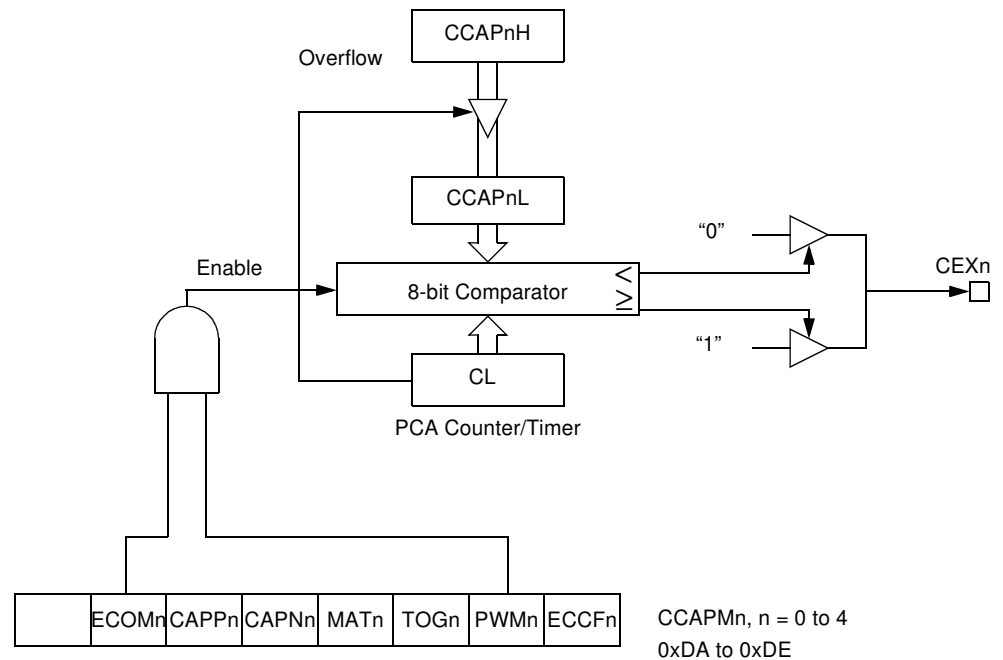 CCAPnH
Overflow
CCAPnL
“0”
Enable
<
8-bit Comparator
≥
CEXn
“1”
CL
PCA Counter/Timer
ECOMn CAPPn CAPNn MATn TOGn PWMn ECCFn
CCAPMn, n = 0 to 4
0xDA to 0xDE